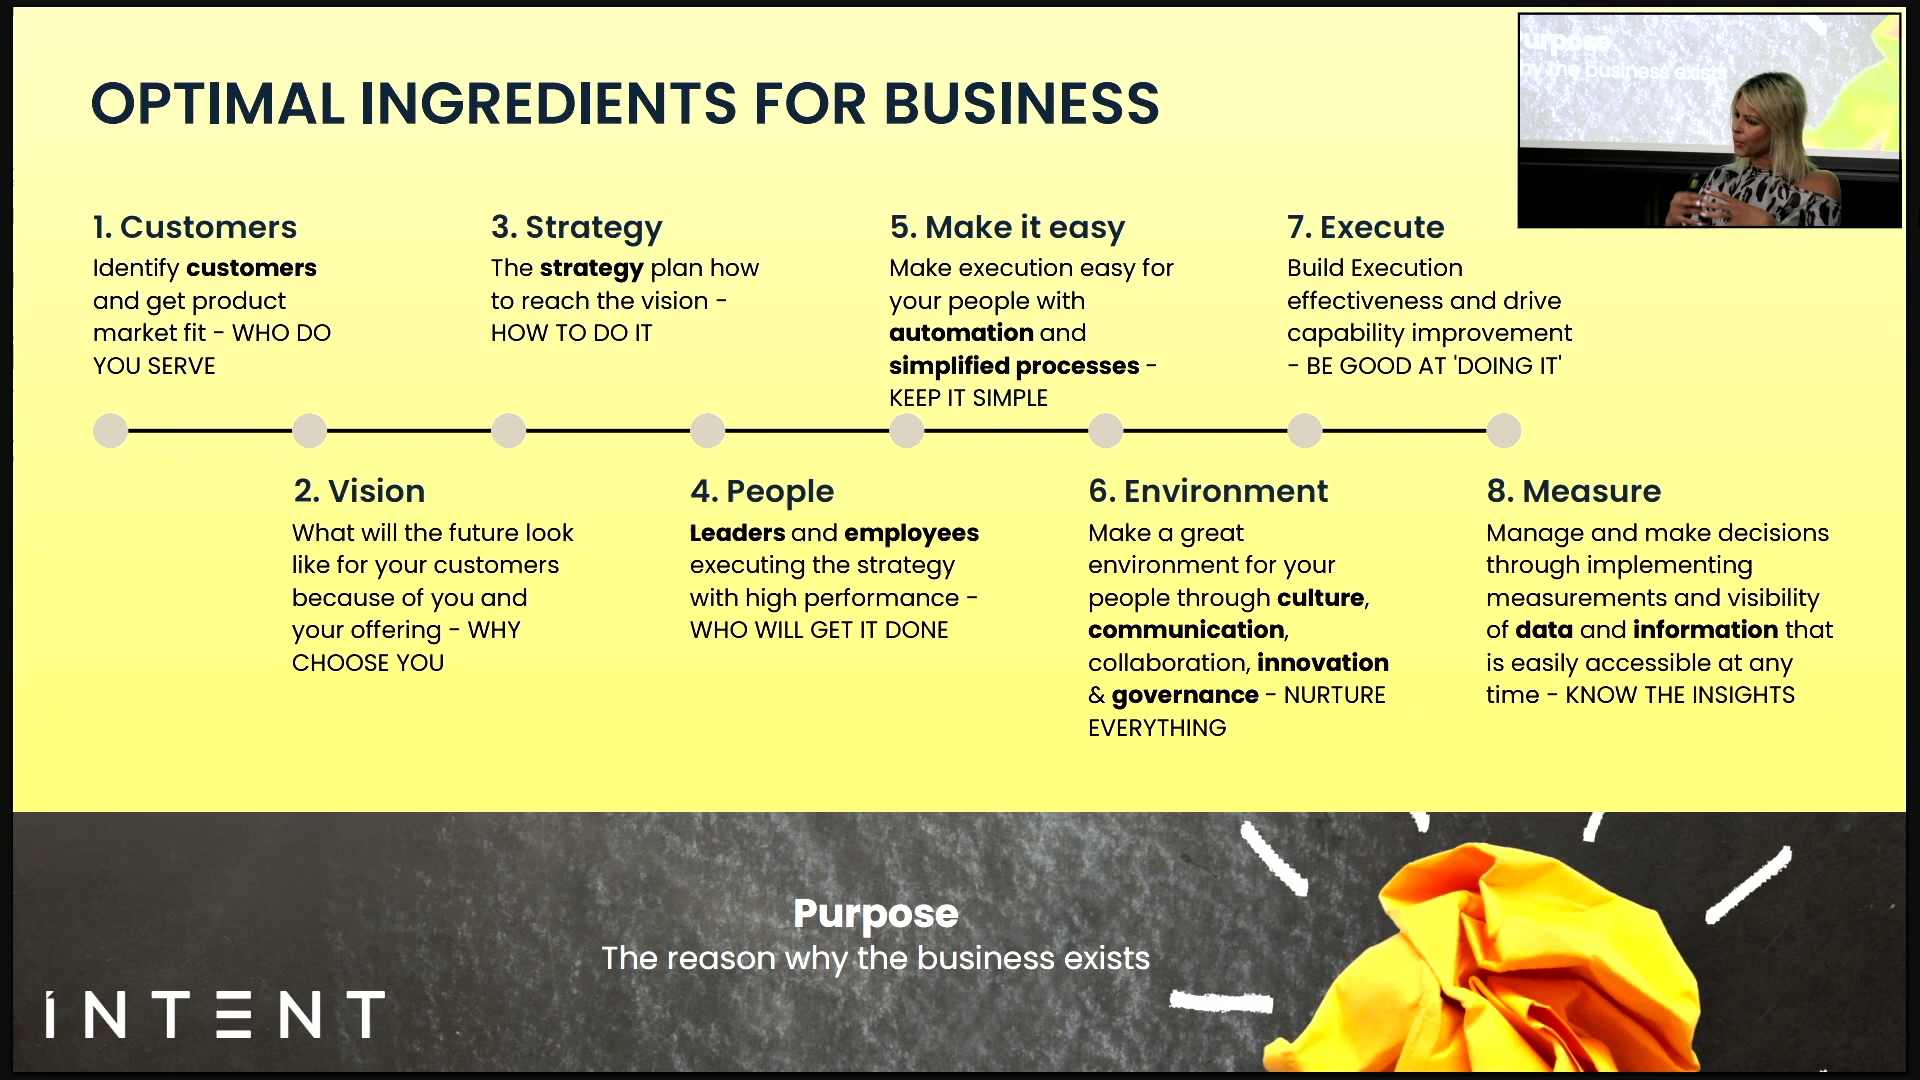 OPTIMAL INGREDIENTS FOR BUSINESS
1. Customers
Identify customers
and get product
market fit - WHO DO
YOU SERVE
2. Vision
What will the future look
like for your customers
because of you and
your offering - WHY
CHOOSE YOU
3. Strategy
The strategy plan how
to reach the vision -
HOW TO DO IT
4. People
Leaders and employees
executing the strategy
with high performance -
WHO WILL GET IT DONE
5. Make it easy
Make execution easy for
your people with
automation and
simplified processes -
KEEP IT SIMPLE
6. Environment
Make a great
environment for your
people through culture,
communication,
collaboration, innovation
& governance - NURTURE
EVERYTHING
7. Execute
Build Execution
effectiveness and drive
capability improvement
- BE GOOD AT 'DOING IT'
8. Measure
Manage and make decisions
through implementing
measurements and visibility
of data and information that
is easily accessible at any
time - KNOW THE INSIGHTS
urpose
the business exists
Purpose
The reason why the business exists
INTENT